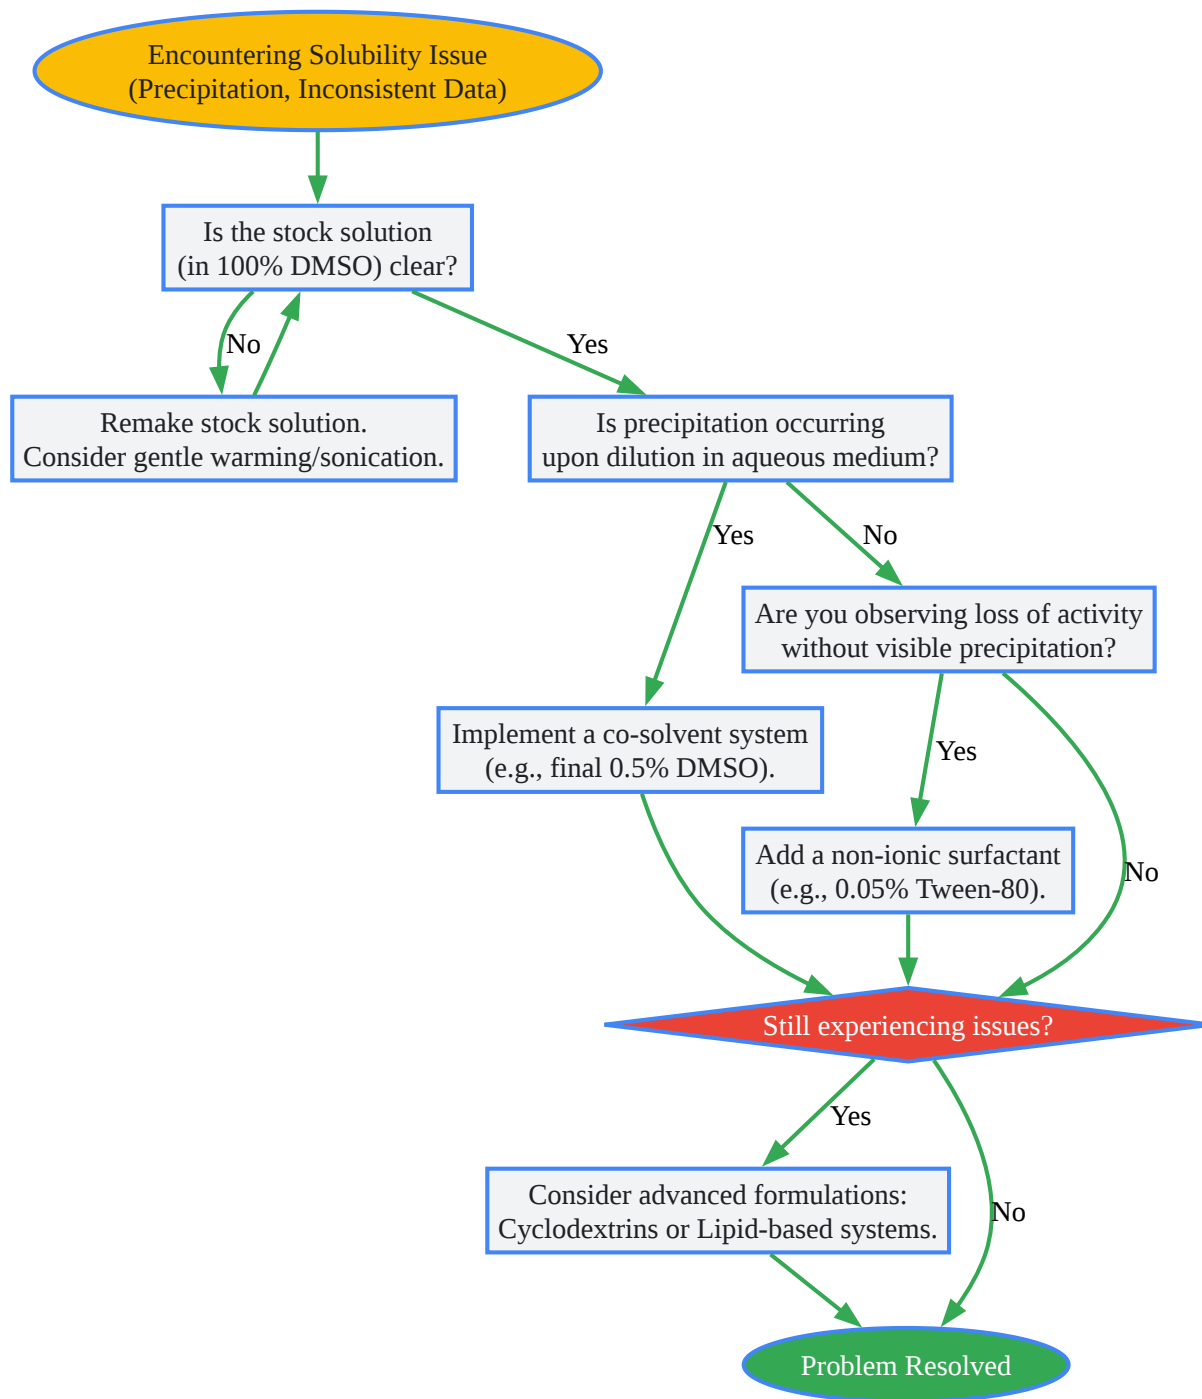 Encountering Solubility Issue
(Precipitation, Inconsistent Data)
Is the stock solution
(in 100% DMSO) clear?
No
Yes
Remake stock solution.
Consider gentle warming/sonication.
Is precipitation occurring
upon dilution in aqueous medium?
Yes
No
Are you observing loss of activity
without visible precipitation?
Implement a co-solvent system
(e.g., final 0.5% DMSO).
Yes
Add a non-ionic surfactant
(e.g., 0.05% Tween-80).
No
Still experiencing issues?
Yes
Consider advanced formulations:
Cyclodextrins or Lipid-based systems.
No
Problem Resolved